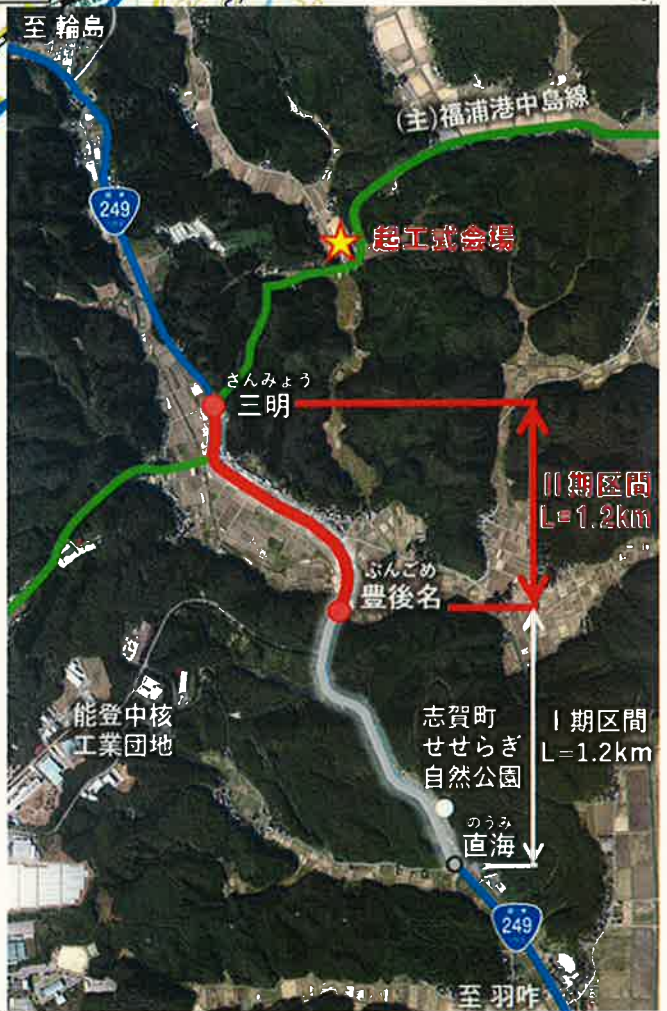 至 輪島
(主)福浦港中島線
249
起工式会場
さんみょう
三明
II期区間
L=1.2km
ぶんごめ
豊後名
能登中核
工業団地
志賀町
せせらぎ
自然公園
I期区間
L=1.2km
のうみ
直海
249
至 羽咋